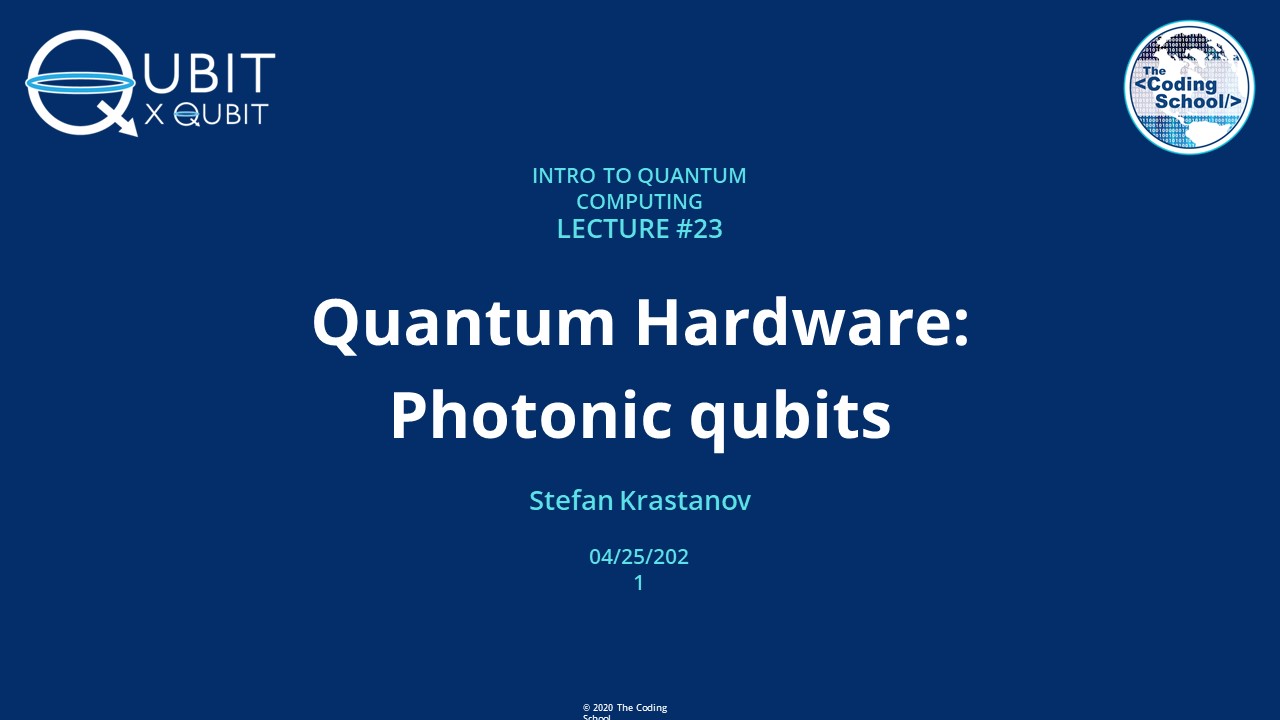 QUBIT
X QUBIT
The
<Coding
School/>
INTRO TO QUANTUM
COMPUTING
LECTURE #23
Quantum Hardware:
Photonic qubits
Stefan Krastanov
04/25/202
1
© 2020 The Coding
School